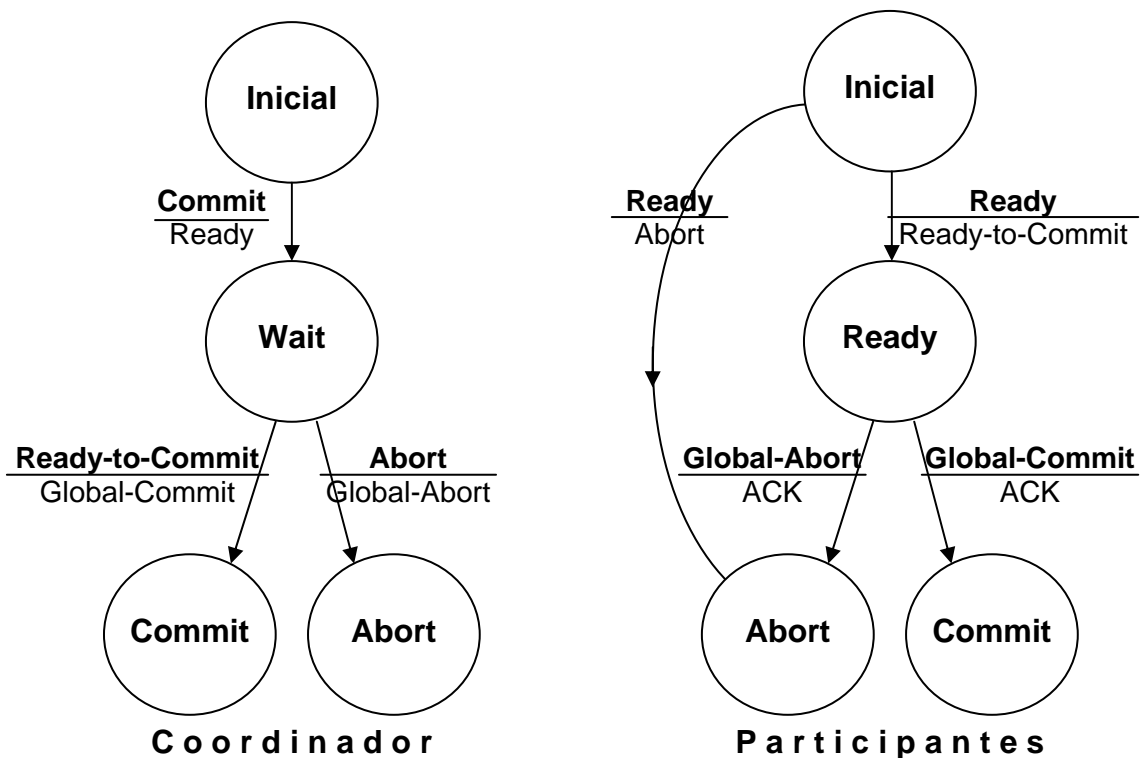 Inicial
Commit
Ready
Wait
Ready-to-Commit
Global-Commit
Abort
Global-Abort
Commit
Abort
Coordinador
Inicial
Ready
Abort
Ready
Ready-to-Commit
Ready
Global-Abort
ACK
Global-Commit
ACK
Abort
Commit
Participantes